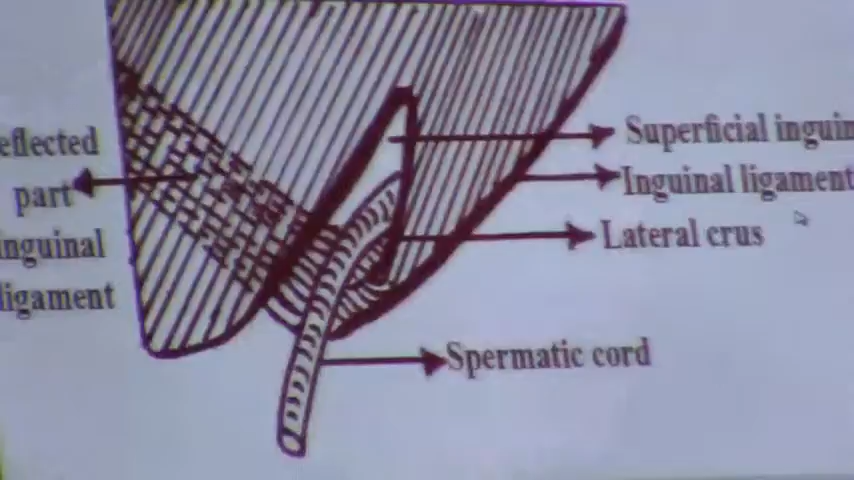 Superficial inguin
eflected
part
Inguinal ligament
Lateral crus
inguinal
ligament
Spermatic cord